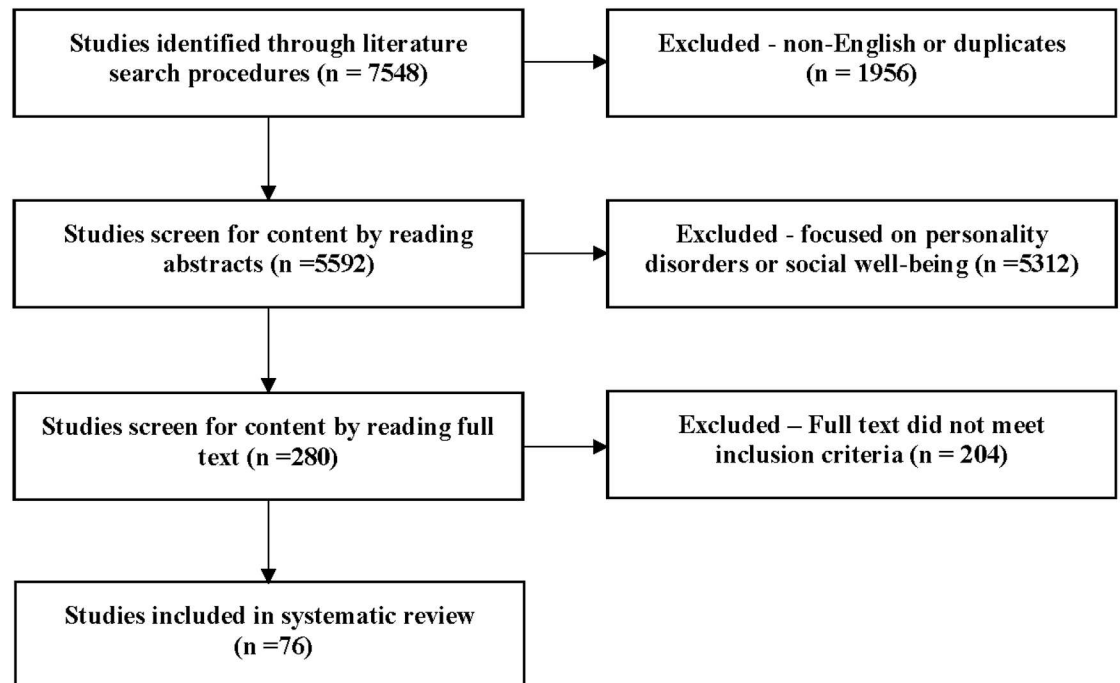 Studies identified through literature
search procedures (n = 7548)
Excluded - non-English or duplicates
(n = 1956)
Studies screen for content by reading
abstracts (n =5592)
Excluded - focused on personality
disorders or social well-being (n =5312)
Studies screen for content by reading full
text (n =280)
Excluded – Full text did not meet
inclusion criteria (n = 204)
Studies included in systematic review
(n =76)